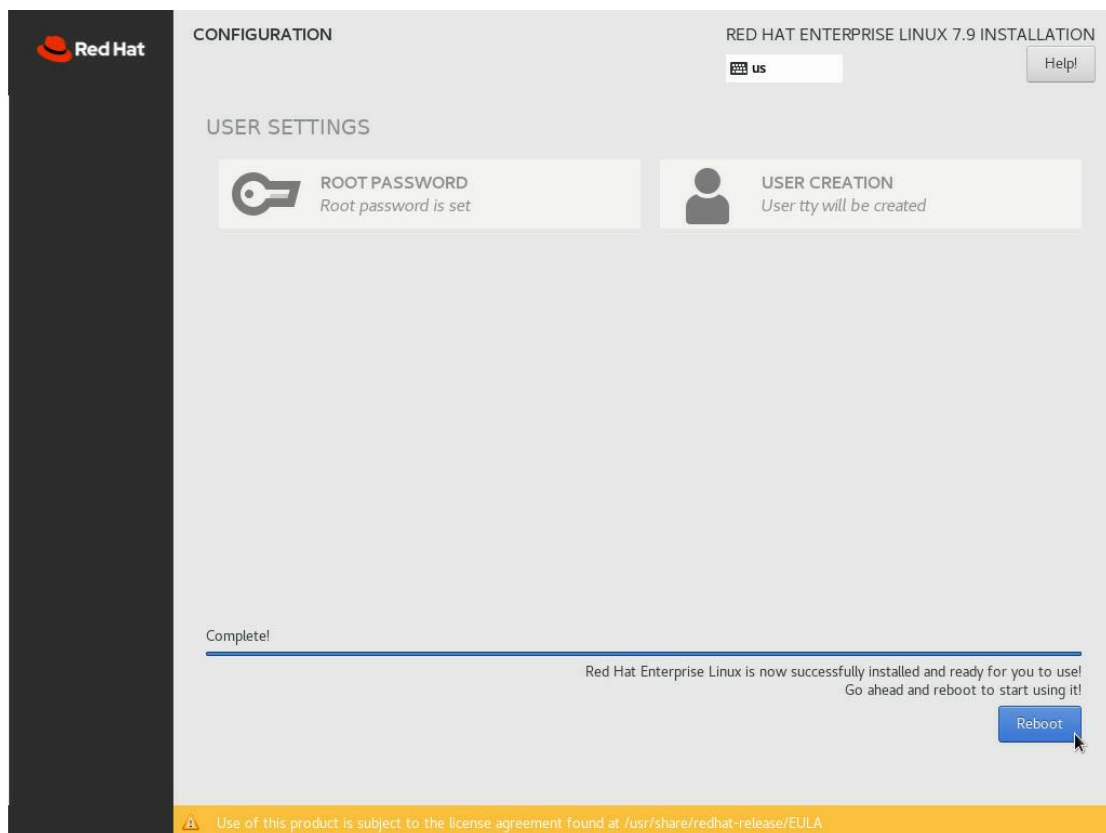 Red Hat
CONFIGURATION
RED HAT ENTERPRISE LINUX 7.9 INSTALLATION
us
Help!
USER SETTINGS
ROOT PASSWORD
Root password is set
USER CREATION
User tty will be created
Complete!
Red Hat Enterprise Linux is now successfully installed and ready for you to use!
Go ahead and reboot to start using it!
Reboot
Use of this product is subject to the license agreement found at /usr/share/redhat-release/EULA